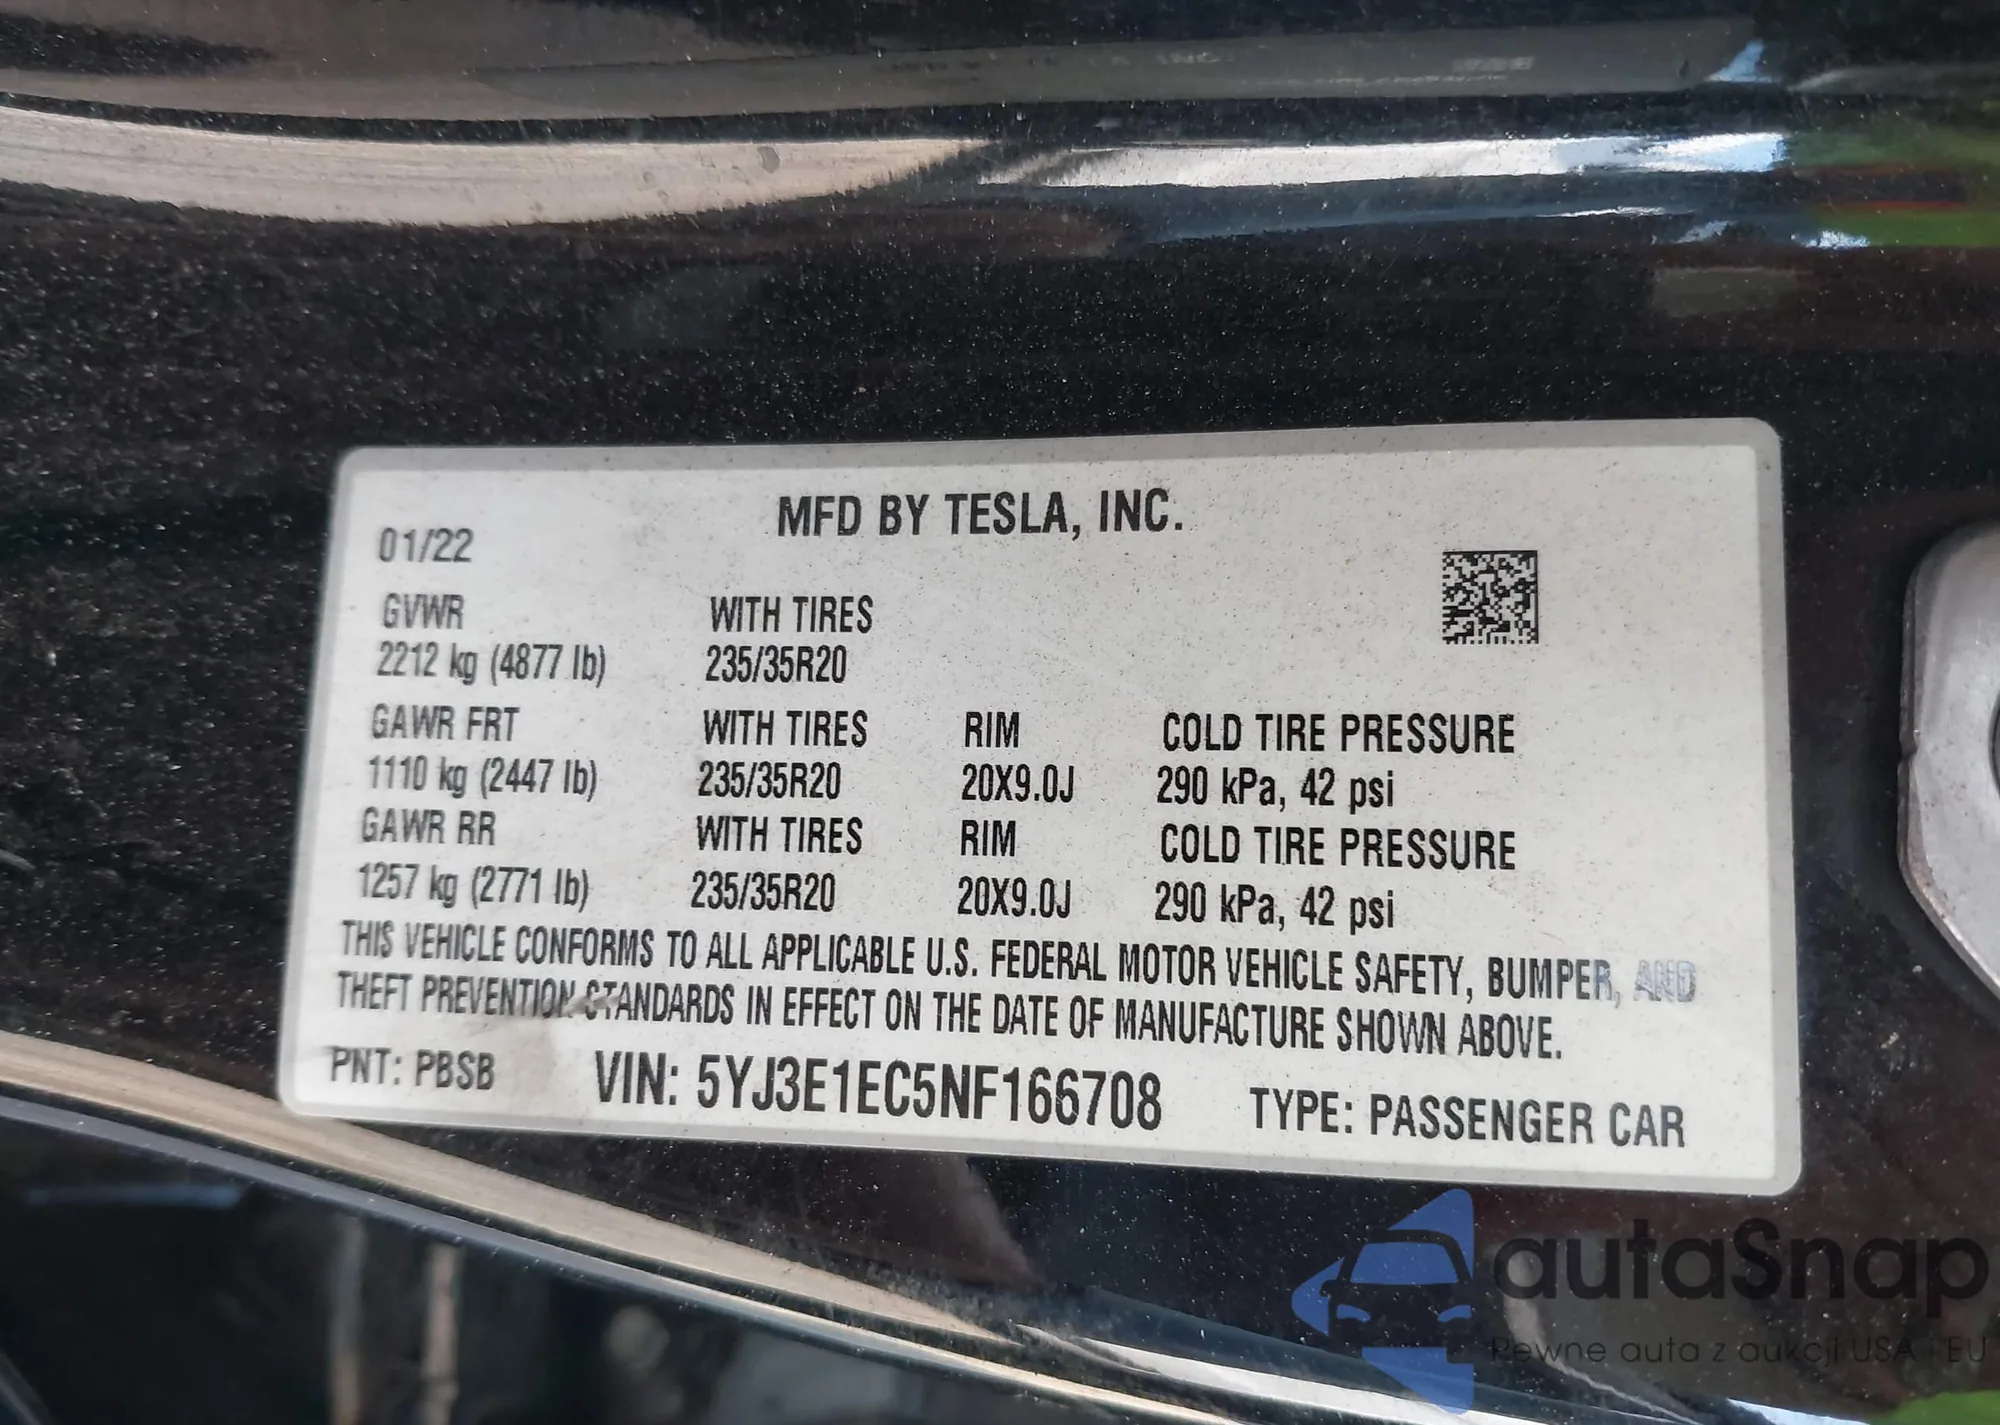 MFD BY TESLA, INC.
01/22
GVWR WITH TIRES
2212 kg (4877 lb) 235/35R20
GAWR FRT WITH TIRES RIM COLD TIRE PRESSURE
1110 kg (2447 lb) 235/35R20 20X9.0J 290 kPa, 42 psi
GAWR RR WITH TIRES RIM COLD TIRE PRESSURE
1257 kg (2771 lb) 235/35R20 20X9.0J 290 kPa, 42 psi
THIS VEHICLE CONFORMS TO ALL APPLICABLE U.S. FEDERAL MOTOR VEHICLE SAFETY, BUMPER, AND
THEFT PREVENTION STANDARDS IN EFFECT ON THE DATE OF MANUFACTURE SHOWN ABOVE.
PNT: PBSB VIN: 5YJ3E1EC5NF166708 TYPE: PASSENGER CAR
autaSnap
Pewne auta z aukcji USA i EU